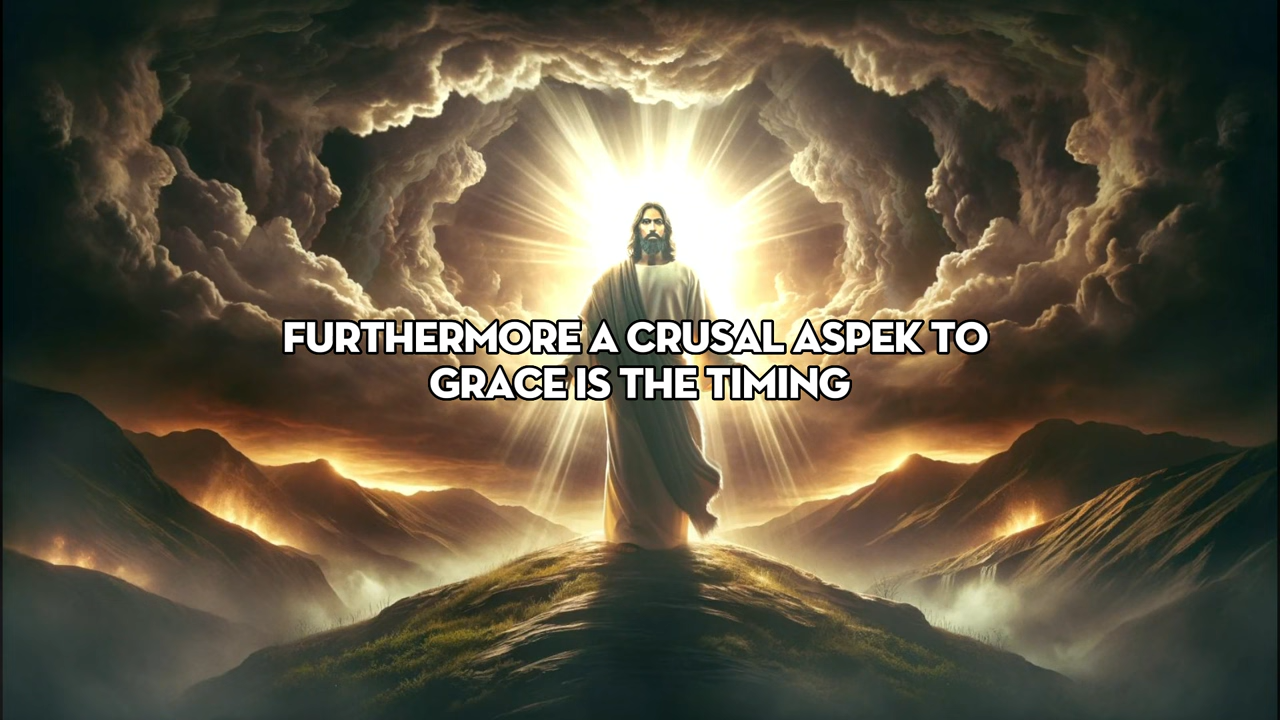 FURTHERMORE A CRUSAL ASPEK TO
GRACE IS THE TIMING